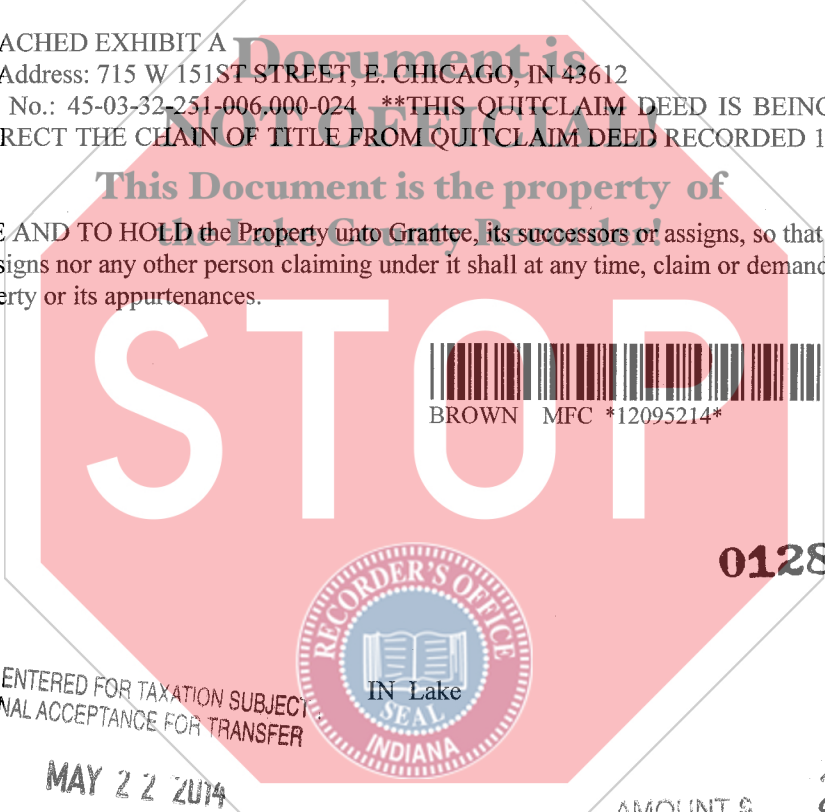 ACHED EXHIBIT A
Document is
Address: 715 W 151ST STREET, E. CHICAGO, IN 43612
No.: 45-03-32-251-006.000-024 **THIS QUITCLAIM DEED IS BEING
NOT OFFICIAL!
RECT THE CHAIN OF TITLE FROM QUITCLAIM DEED RECORDED 1
This Document is the property of
the Lake County Recorder!
E AND TO HOLD the Property unto Grantee, its successors or assigns, so that
signs nor any other person claiming under it shall at any time, claim or demand
erty or its appurtenances.
STOP
BROWN MFC *12095214*
0128
RECORDER'S OFFICE
IN Lake
SEAL
INDIANA
ENTERED FOR TAXATION SUBJECT
NAL ACCEPTANCE FOR TRANSFER
MAY 22 2014
AMOUNT $